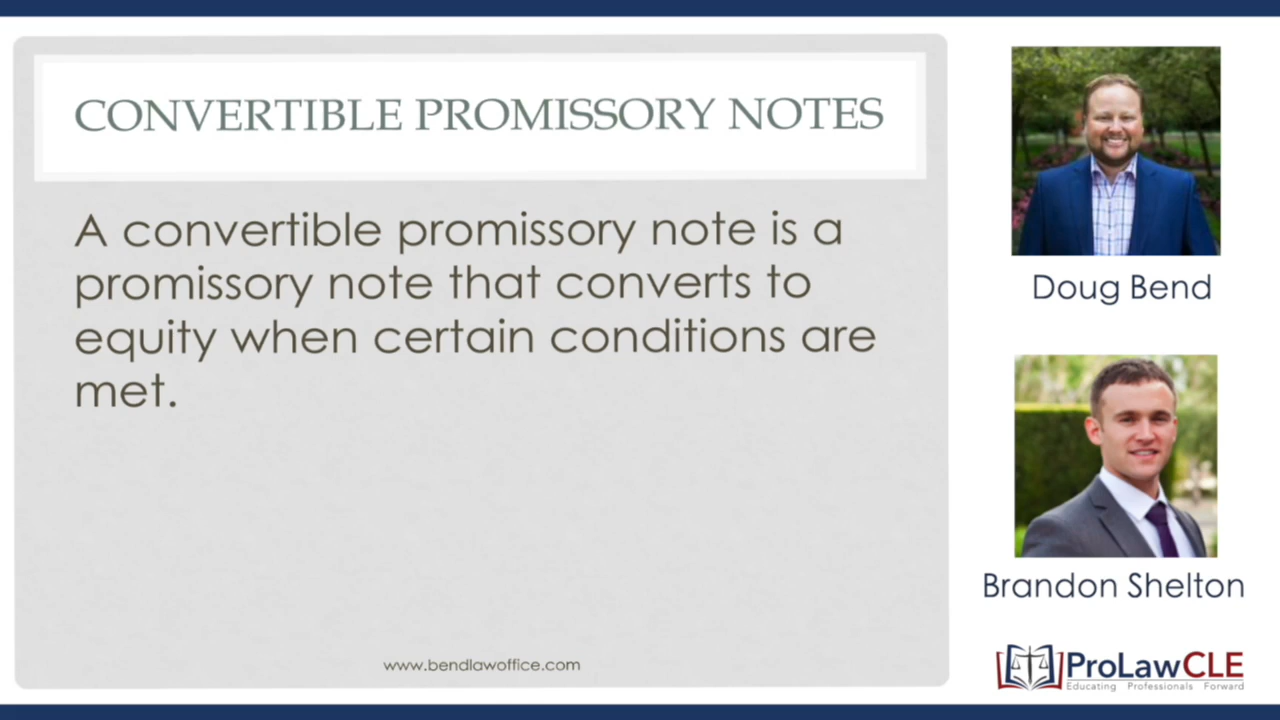 CONVERTIBLE PROMISSORY NOTES
A convertible promissory note is a
promissory note that converts to
equity when certain conditions are
met.
www.bendlawoffice.com
Doug Bend
Brandon Shelton
ProLawCLE
Educating Professionals Forward